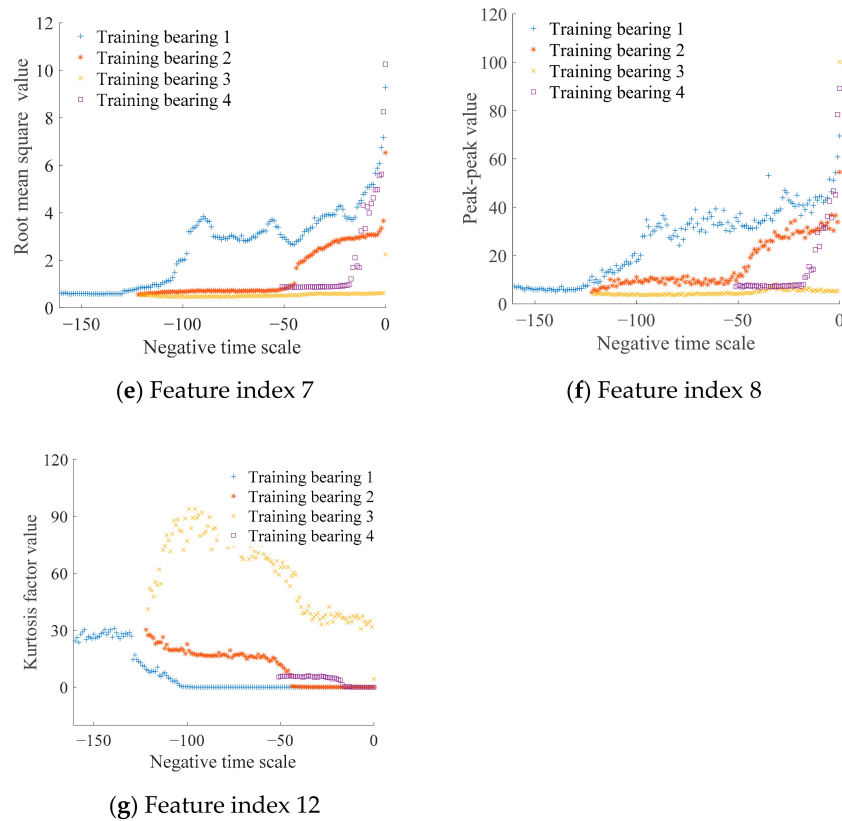 12
10
8
6
4
2
0
Root mean square value
Training bearing 1
Training bearing 2
Training bearing 3
Training bearing 4
−150
−100
−50
0
Negative time scale
(e) Feature index 7
120
100
80
60
40
20
0
Peak-peak value
Training bearing 1
Training bearing 2
Training bearing 3
Training bearing 4
−150
−100
−50
0
Negative time scale
(f) Feature index 8
120
90
60
30
0
Kurtosis factor value
Training bearing 1
Training bearing 2
Training bearing 3
Training bearing 4
−150
−100
−50
0
Negative time scale
(g) Feature index 12